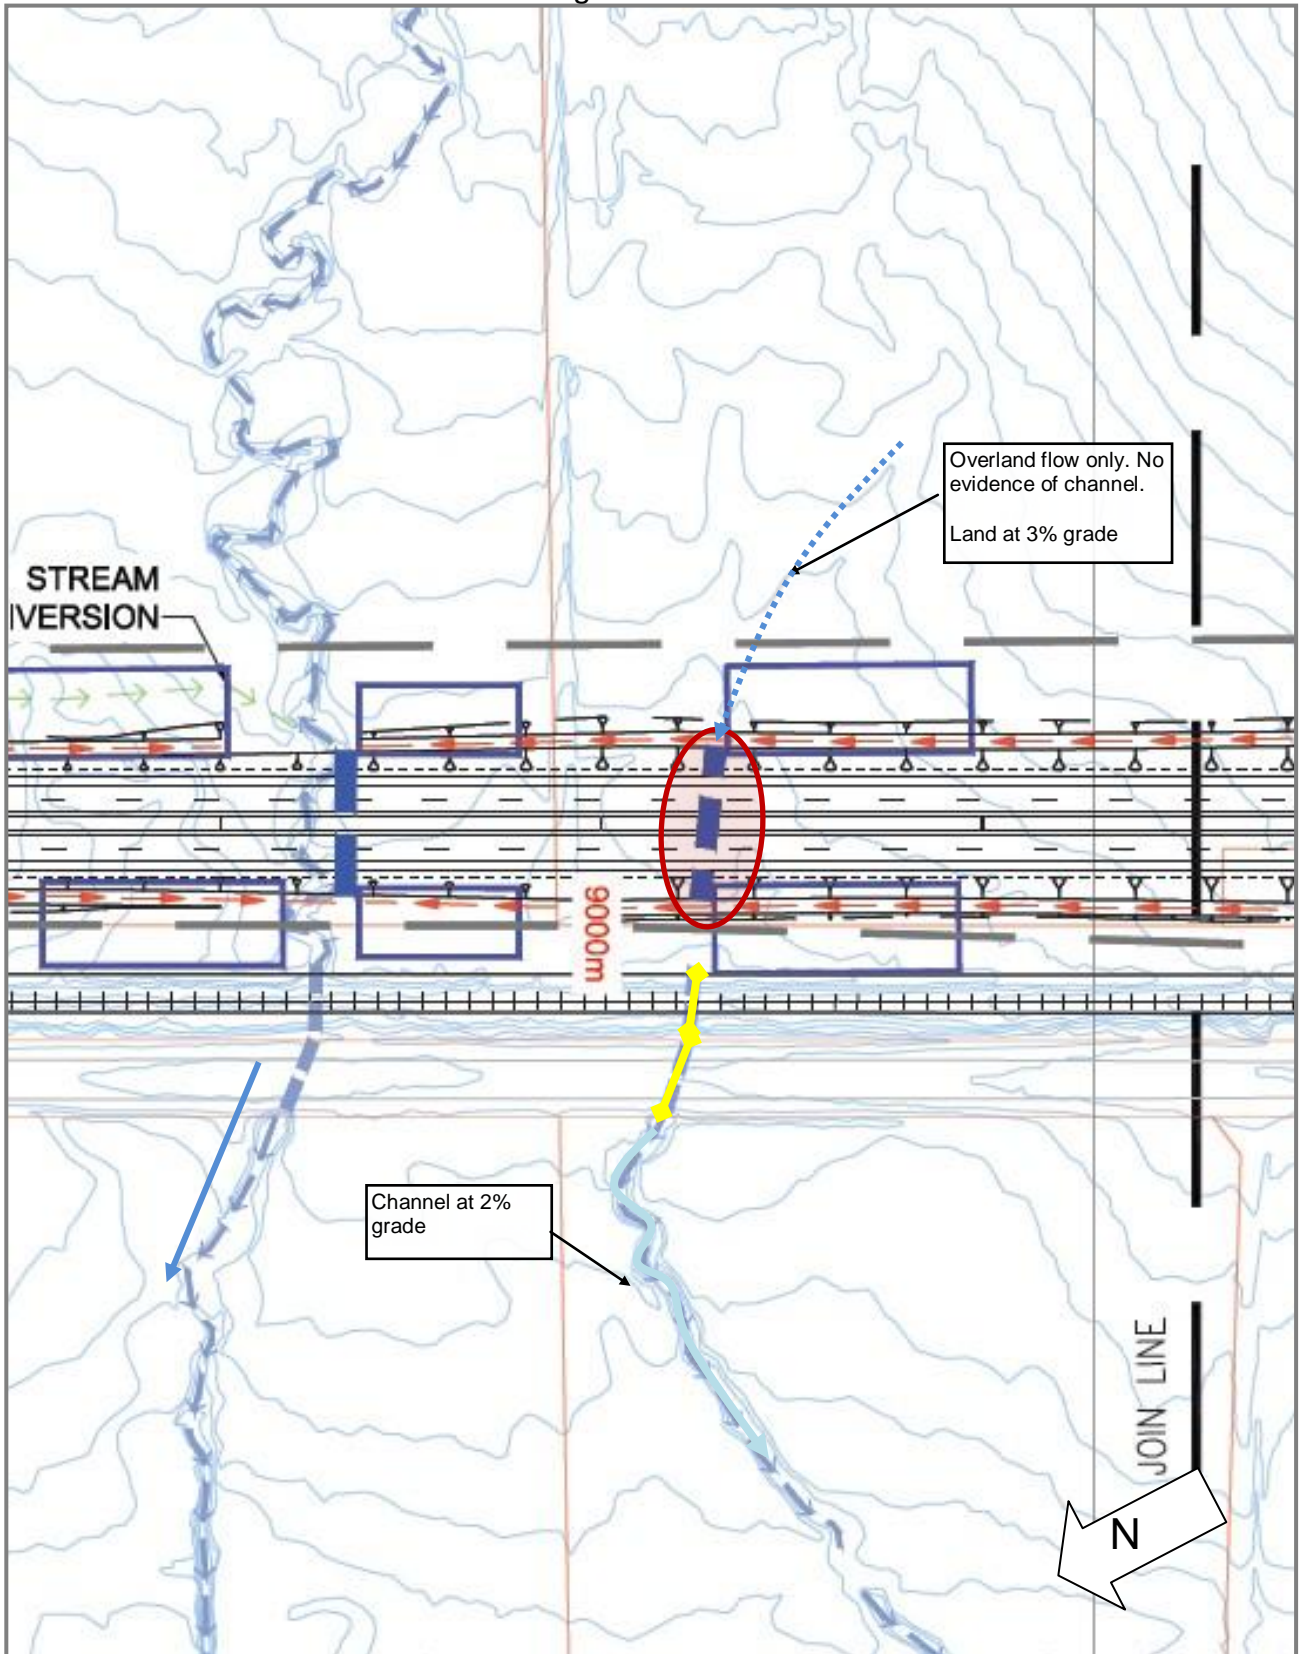 Overland flow only. No
evidence of channel.
Land at 3% grade
STREAM
IVERSION
9000m
Channel at 2%
grade
JOIN LINE
N